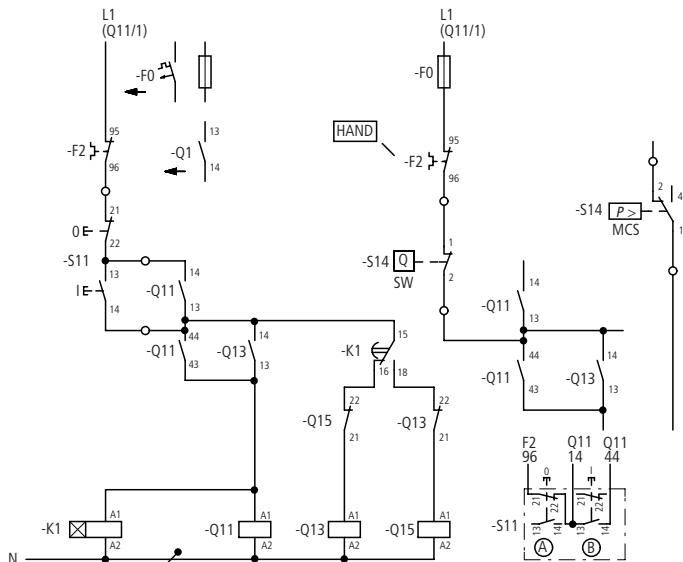 L1
(Q11/1)
-F0
95
-F2
96
13
-Q1
14
21
0
22
-S11
13
I
14
14
-Q11
13
44
-Q11
43
14
-Q13
13
-K1
15
16
18
22
-Q15
21
22
-Q13
21
A1
-K1
A2
A1
-Q11
A2
A1
-Q13
A2
A1
-Q15
A2
N
L1
(Q11/1)
-F0
HAND
95
-F2
96
1
-S14
Q
SW
2
14
-Q11
13
44
-Q11
43
14
-Q13
13
2
4
-S14
P >
MCS
1
F2
96
Q11
14
Q11
44
0
I
21
22
21
22
-S11
13
14
13
14
A
B